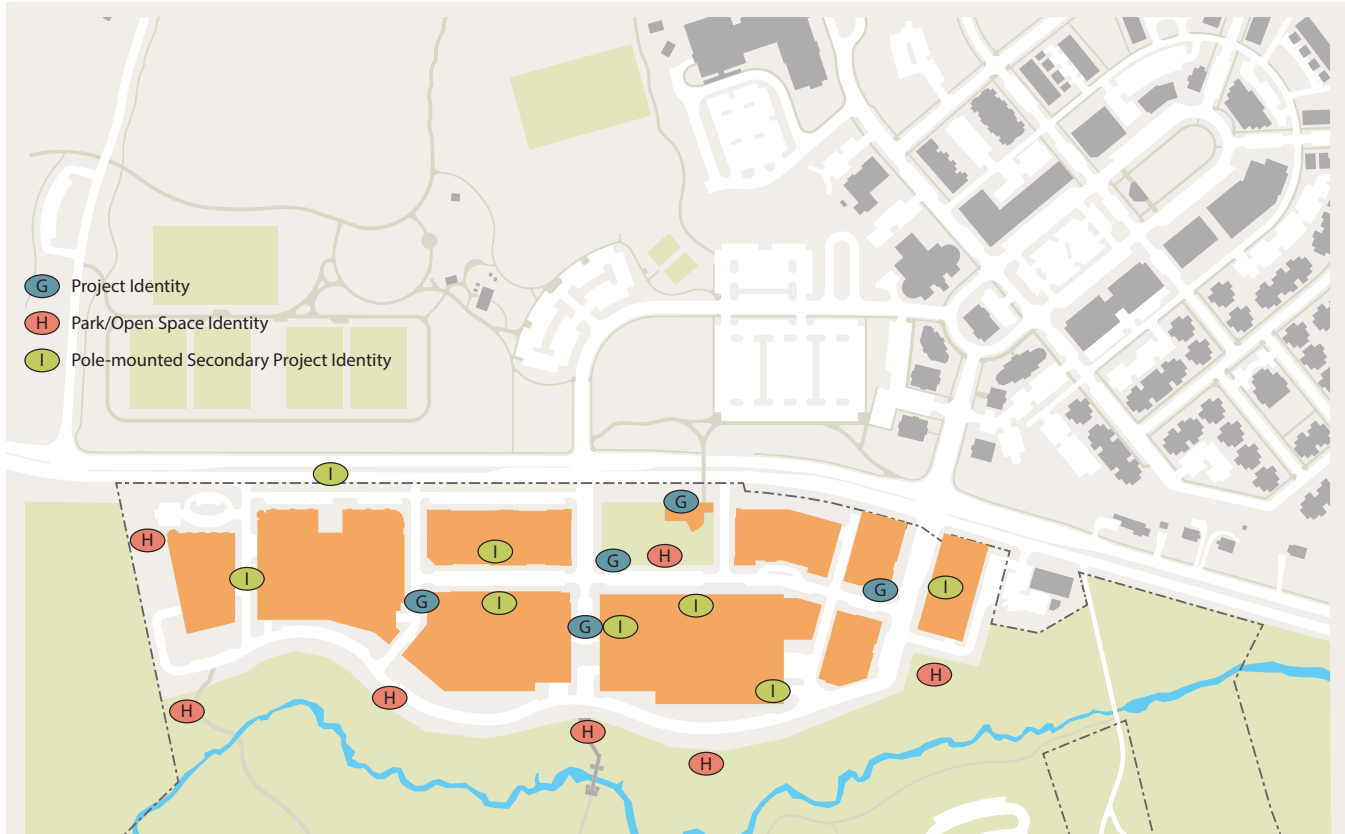 G Project Identity
H Park/Open Space Identity
I Pole-mounted Secondary Project Identity
I
G
H
I
G
H
I
G
I
I
G
I
I
G
I
H
I
H
H
H
H